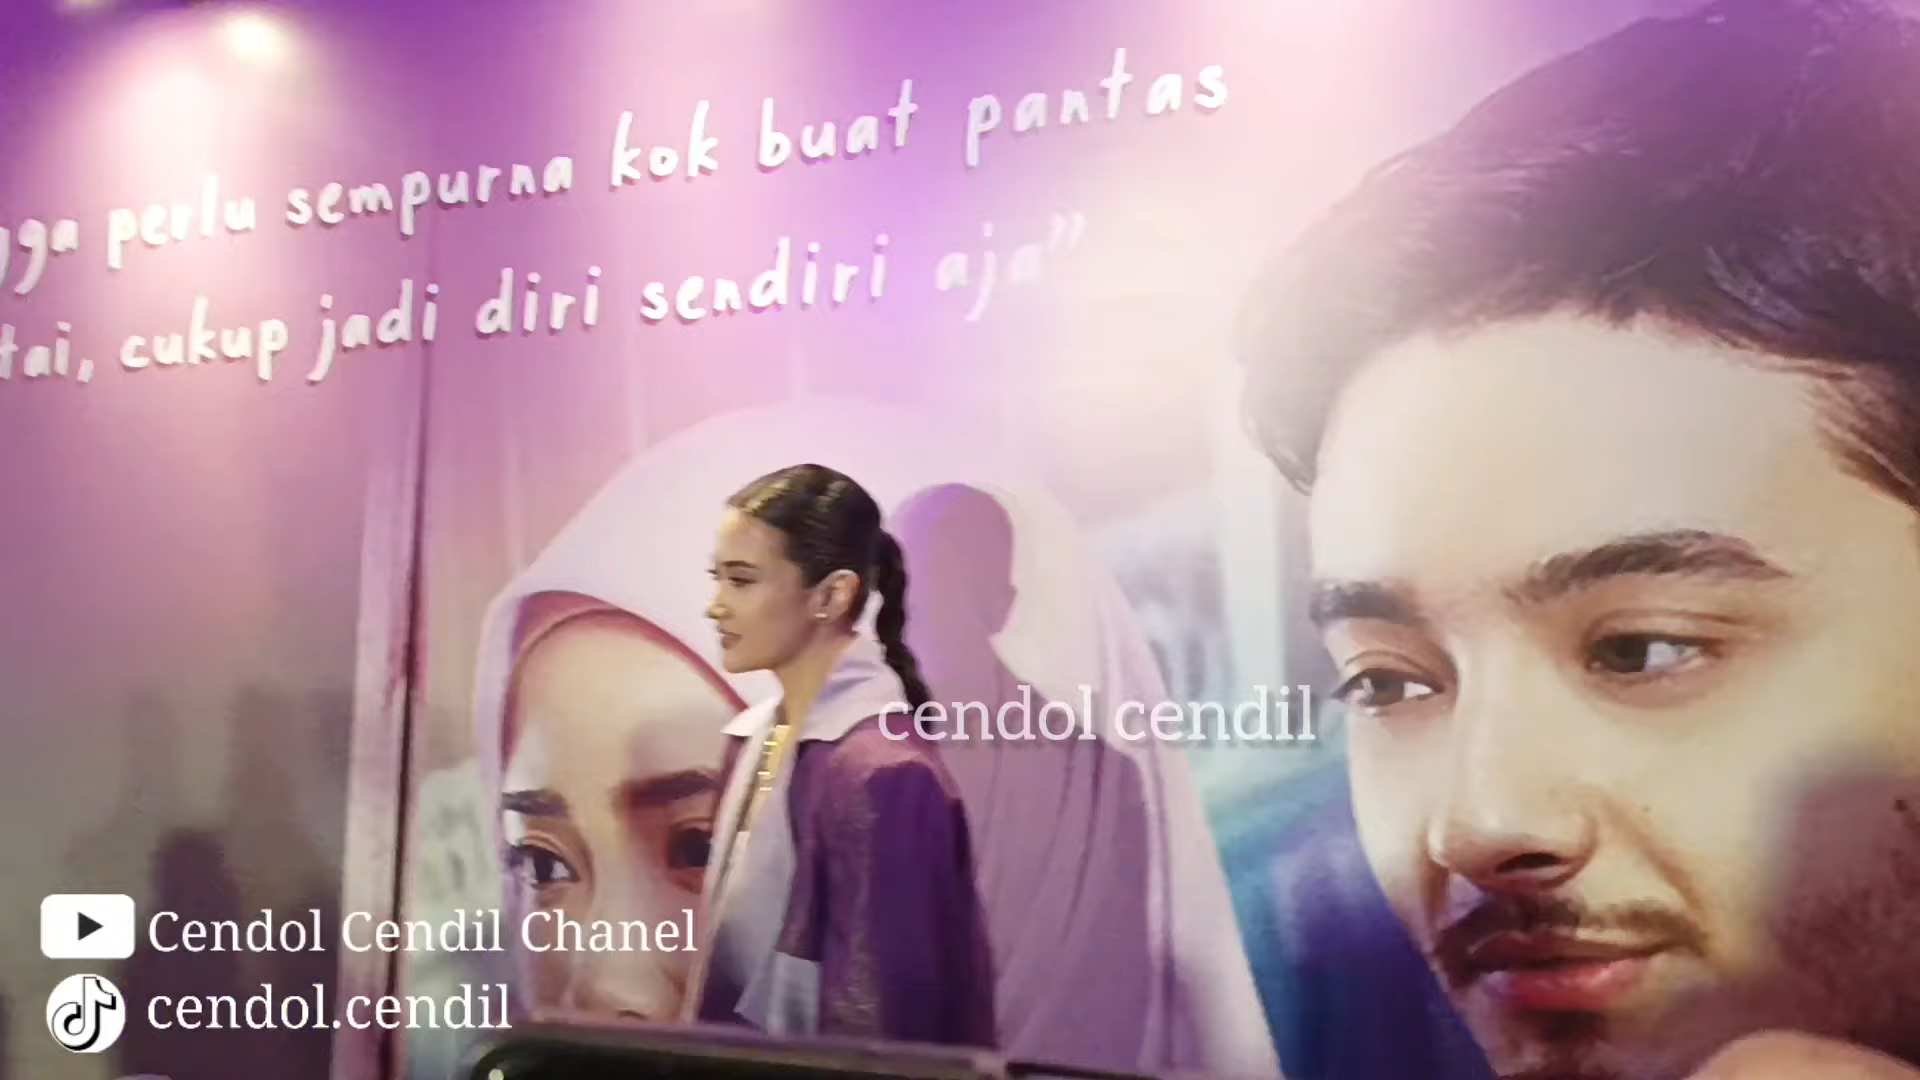 perlu sempurna kok buat pantas
cukup jadi diri sendiri aja”
cendol cendil
Cendol Cendil Chanel
cendol.cendil